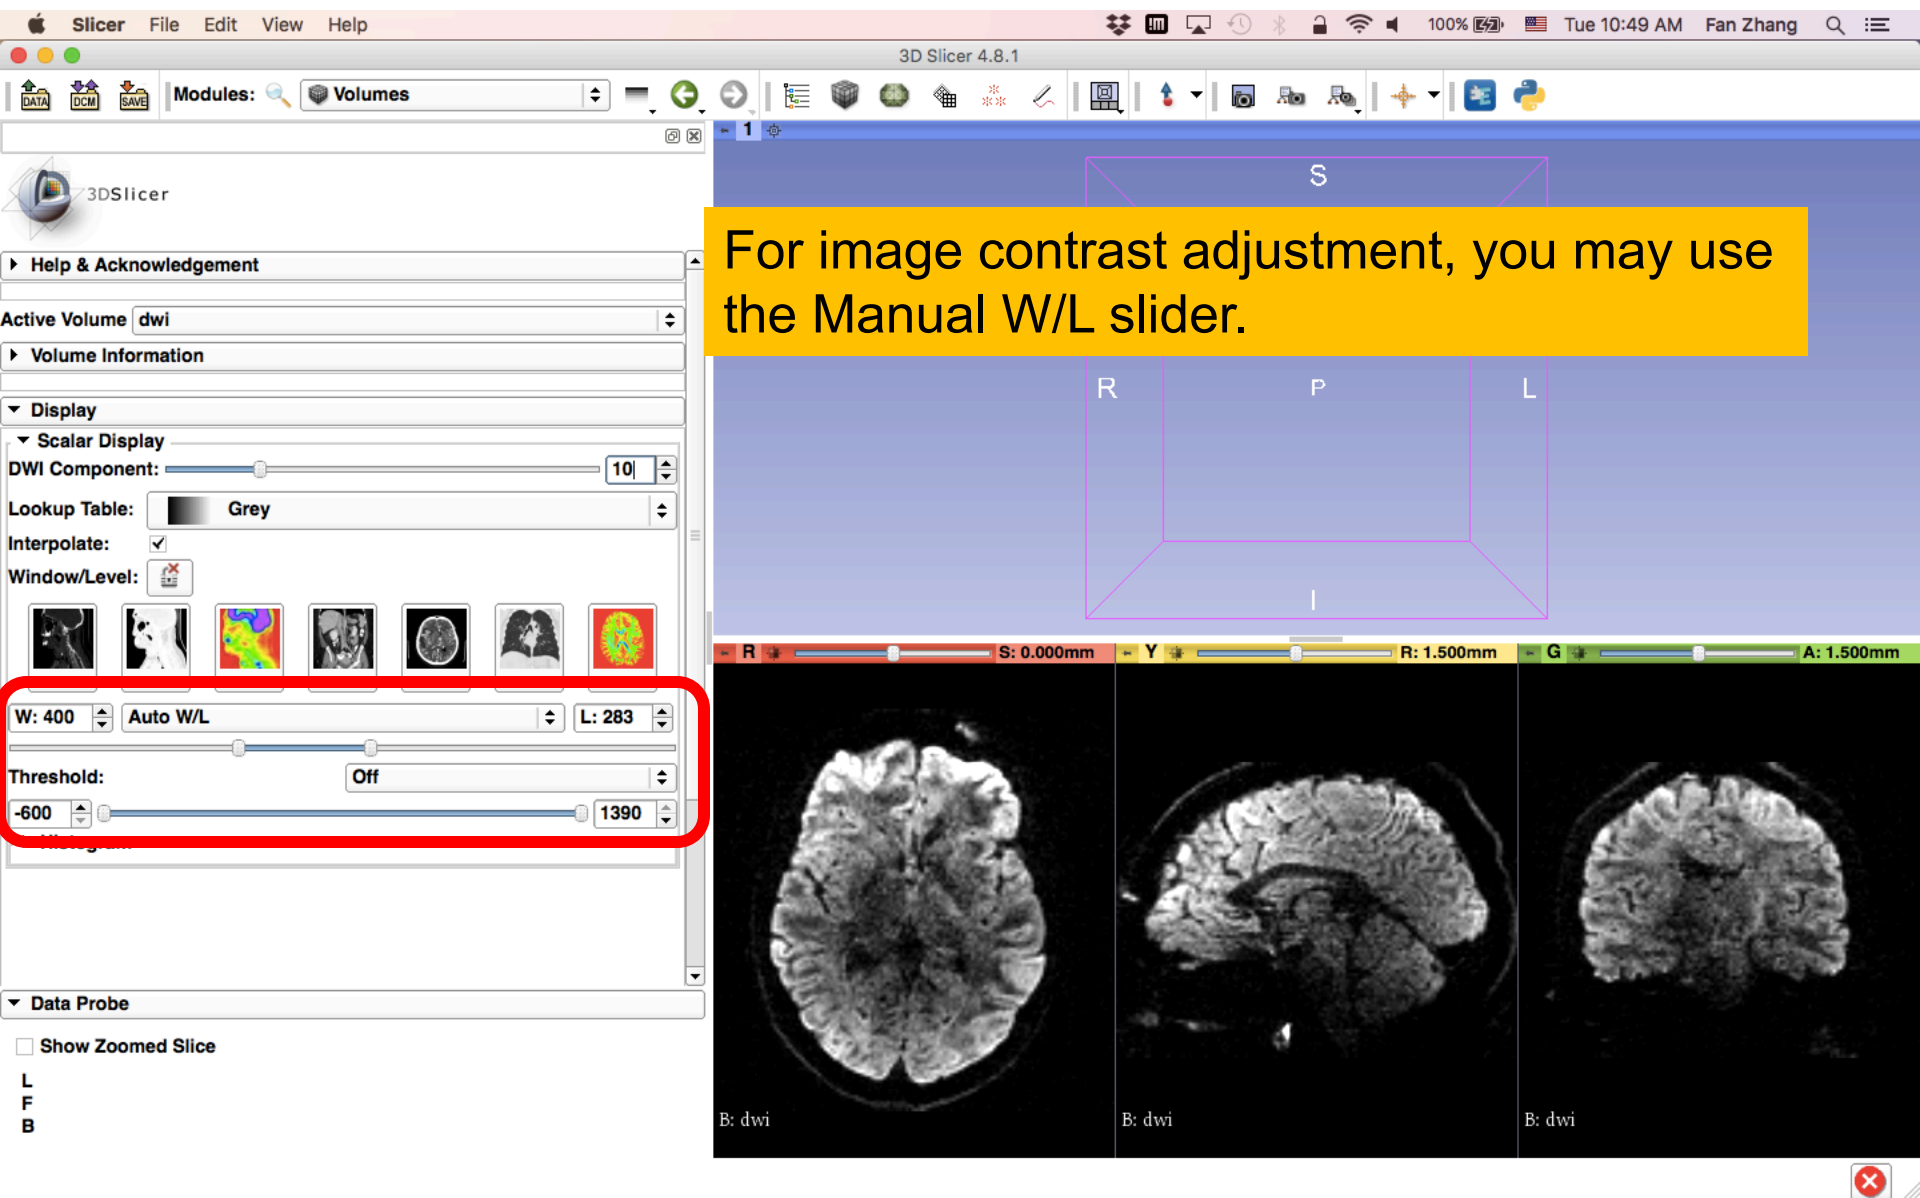 Slicer File Edit View Help 100% Tue 10:49 AM Fan Zhang
3D Slicer 4.8.1
DATA DCM SAVE Modules: Volumes
1
3DSlicer
S
For image contrast adjustment, you may use
the Manual W/L slider.
Help & Acknowledgement
Active Volume dwi
Volume Information
R P L
Display
Scalar Display
DWI Component: 10
Lookup Table: Grey
Interpolate:
Window/Level:
I
R S: 0.000mm Y R: 1.500mm G A: 1.500mm
W: 400 Auto W/L L: 283
Threshold: Off
-600 1390
Histogram
Data Probe
Show Zoomed Slice
L
F
B
B: dwi B: dwi B: dwi